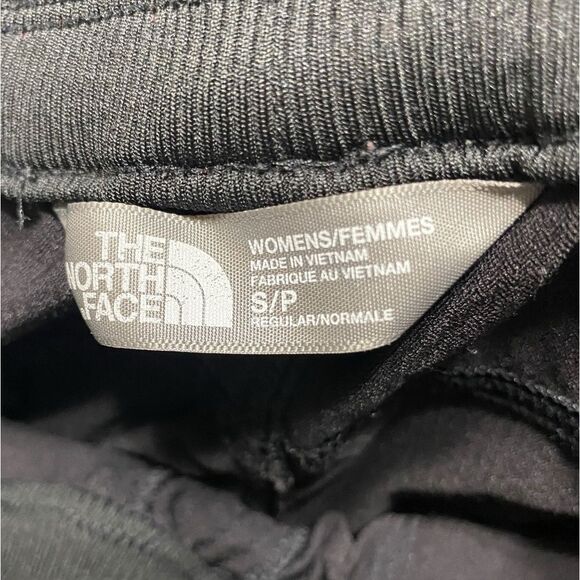 THE
NORTH
FACE
WOMENS/FEMMES
MADE IN VIETNAM
FABRIQUE AU VIETNAM
S/P
REGULAR/NORMALE